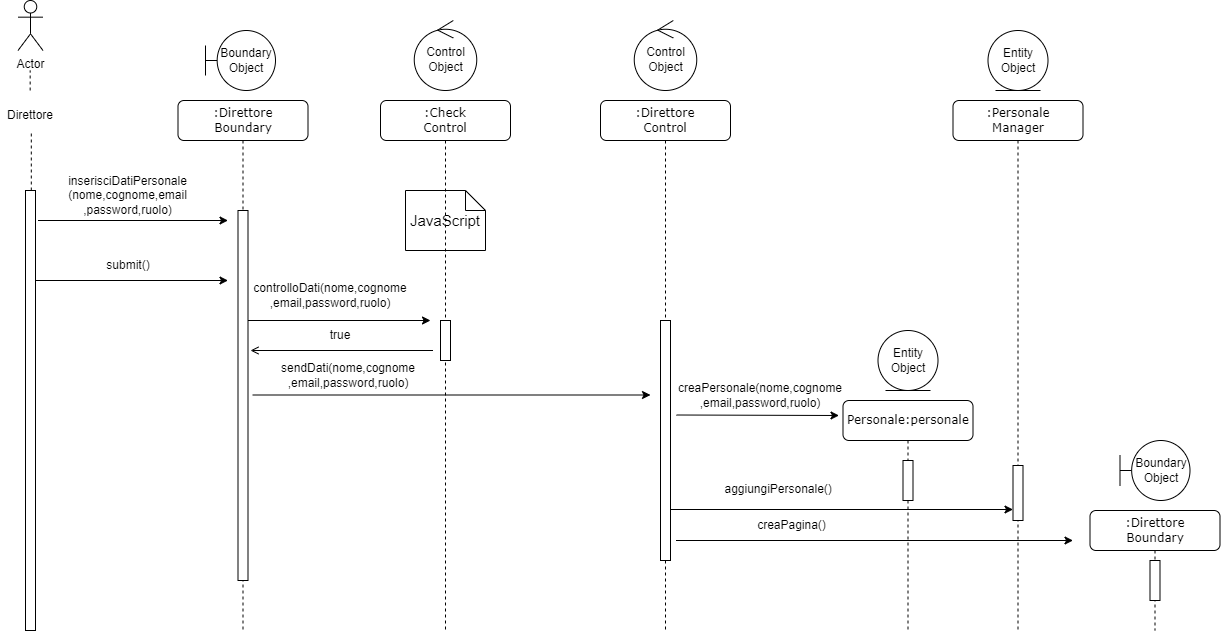 Actor
Direttore
Boundary
Object
:Direttore
Boundary
Control
Object
:Check
Control
Control
Object
:Direttore
Control
Entity
Object
:Personale
Manager
inserisciDatiPersonale
(nome,cognome,email
,password,ruolo)
JavaScript
submit()
controlloDati(nome,cognome
,email,password,ruolo)
true
sendDati(nome,cognome
,email,password,ruolo)
creaPersonale(nome,cognome
,email,password,ruolo)
Entity
Object
Personale:personale
aggiungiPersonale()
creaPagina()
Boundary
Object
:Direttore
Boundary